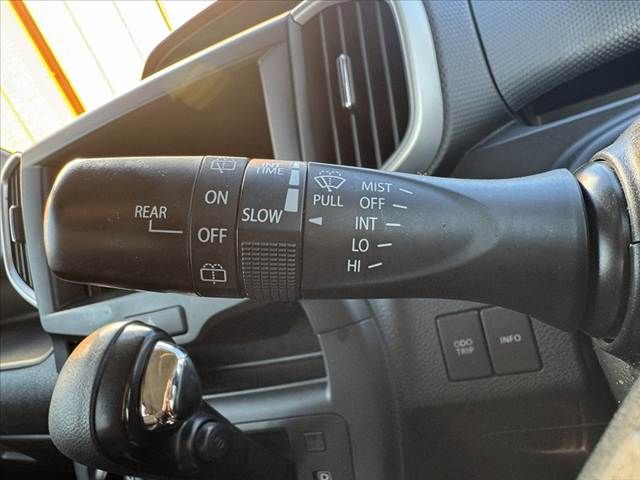 REAR
ON
OFF
TIME
SLOW
PULL
MIST
OFF
INT
LO
HI
ODO
TRIP
INFO
D